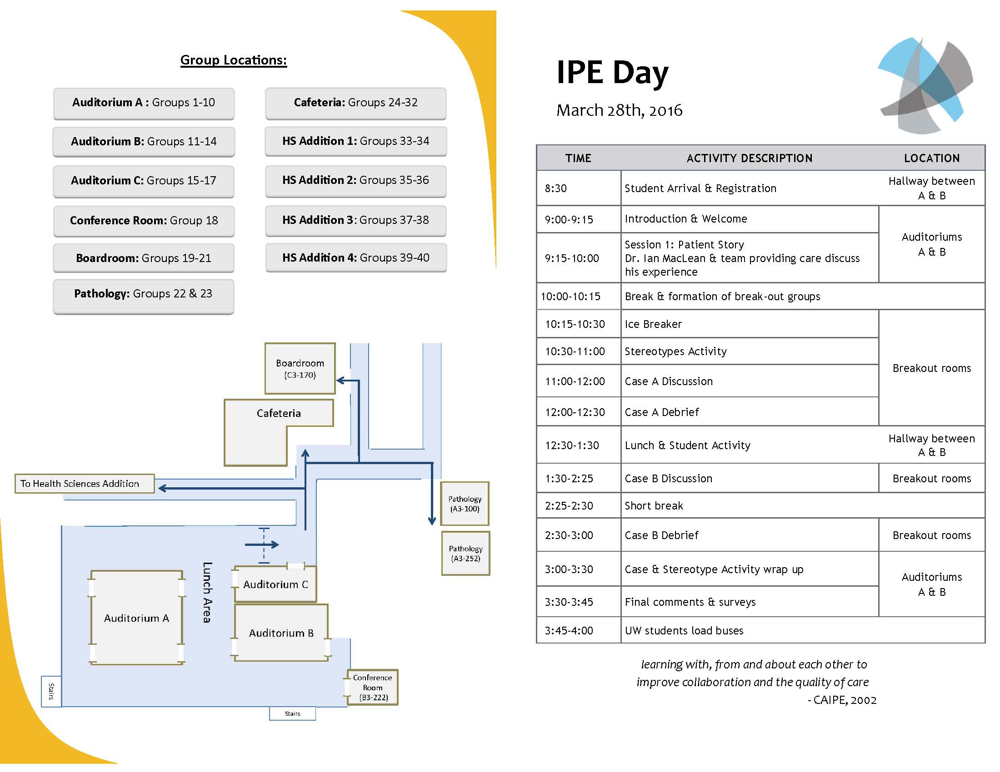 Group Locations:
Auditorium A : Groups 1-10
Auditorium B: Groups 11-14
Auditorium C: Groups 15-17
Conference Room: Group 18
Boardroom: Groups 19-21
Pathology: Groups 22 & 23
Cafeteria: Groups 24-32
HS Addition 1: Groups 33-34
HS Addition 2: Groups 35-36
HS Addition 3: Groups 37-38
HS Addition 4: Groups 39-40
Boardroom
(C3-170)
Cafeteria
To Health Sciences Addition
Pathology
(A3-100)
Pathology
(A3-252)
Lunch Area
Auditorium C
Auditorium A
Auditorium B
Conference
Room
(B3-222)
Stairs
Stairs
IPE Day
March 28th, 2016
TIME ACTIVITY DESCRIPTION LOCATION
8:30 Student Arrival & Registration Hallway between
A & B
9:00-9:15 Introduction & Welcome
Auditoriums
A & B
9:15-10:00 Session 1: Patient Story
Dr. Ian MacLean & team providing care discuss
his experience
10:00-10:15 Break & formation of break-out groups
10:15-10:30 Ice Breaker
10:30-11:00 Stereotypes Activity
Breakout rooms
11:00-12:00 Case A Discussion
12:00-12:30 Case A Debrief
12:30-1:30 Lunch & Student Activity Hallway between
A & B
1:30-2:25 Case B Discussion Breakout rooms
2:25-2:30 Short break
2:30-3:00 Case B Debrief Breakout rooms
3:00-3:30 Case & Stereotype Activity wrap up
Auditoriums
A & B
3:30-3:45 Final comments & surveys
3:45-4:00 UW students load buses
learning with, from and about each other to
improve collaboration and the quality of care
- CAIPE, 2002